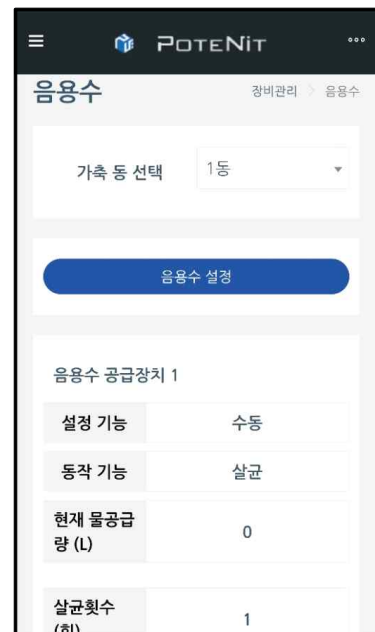 POTENIT
음용수
장비관리 > 음용수
가축 동 선택
1동
음용수 설정
음용수 공급장치 1
설정 기능 수동
동작 기능 살균
현재 물공급
량 (L) 0
살균횟수
(회) 1